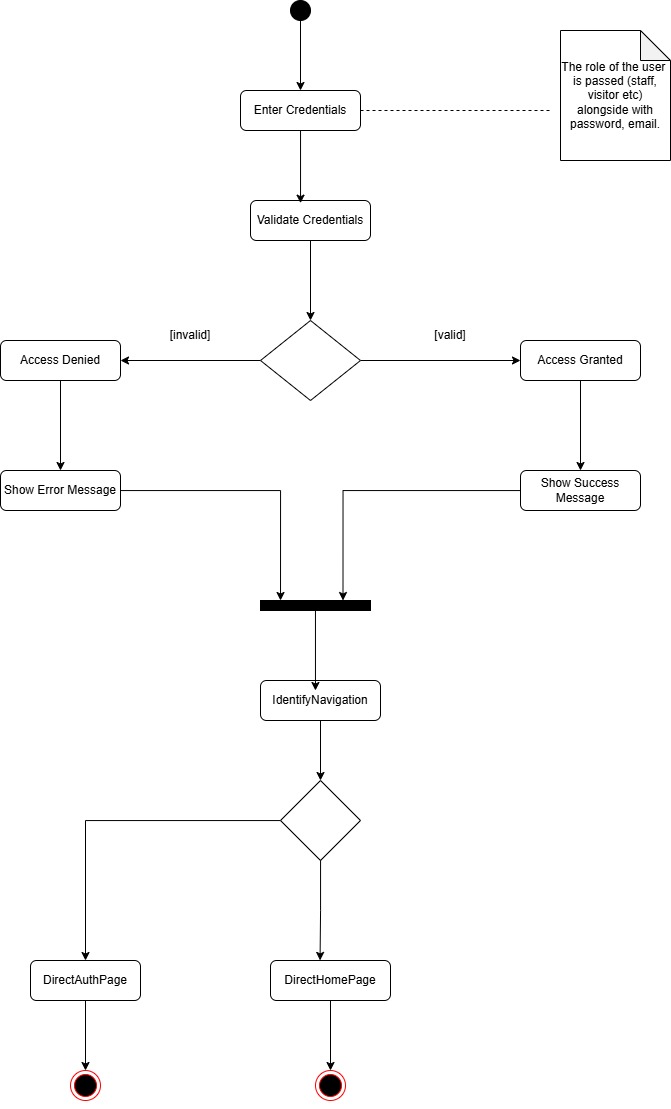 The role of the user
is passed (staff,
visitor etc)
alongside with
password, email.
Enter Credentials
Validate Credentials
[invalid]
[valid]
Access Denied
Access Granted
Show Error Message
Show Success
Message
IdentifyNavigation
DirectAuthPage
DirectHomePage